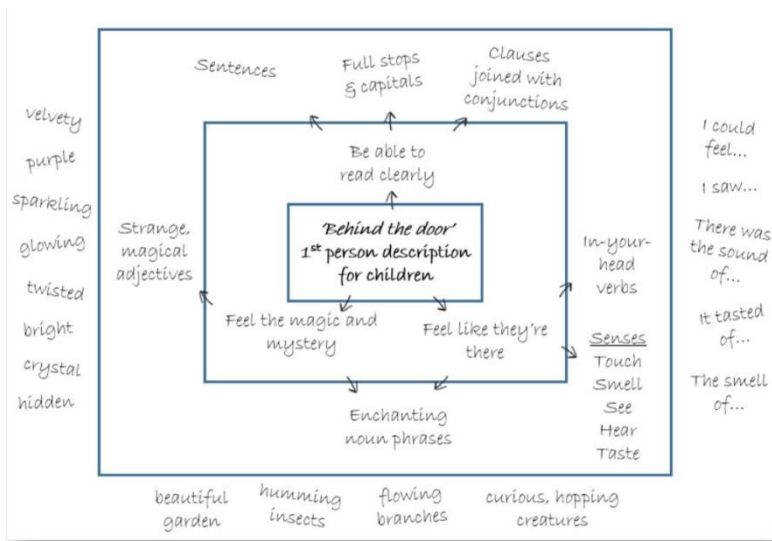 Sentences
Full stops
& capitals
Clauses
joined with
conjunctions
velvety
purple
sparkling
glowing
twisted
bright
crystal
hidden
Be able to
read clearly
Strange,
magical
adjectives
'Behind the door'
1st person description
for children
In-your-
head
verbs
I could
feel...
I saw...
There was
the sound
of...
It tasted
of...
The smell
of...
Feel the magic and
mystery
Feel like they're
there
Senses
Touch
Smell
See
Hear
Taste
Enchanting
noun phrases
beautiful
garden
humming
insects
flowing
branches
curious, hopping
creatures